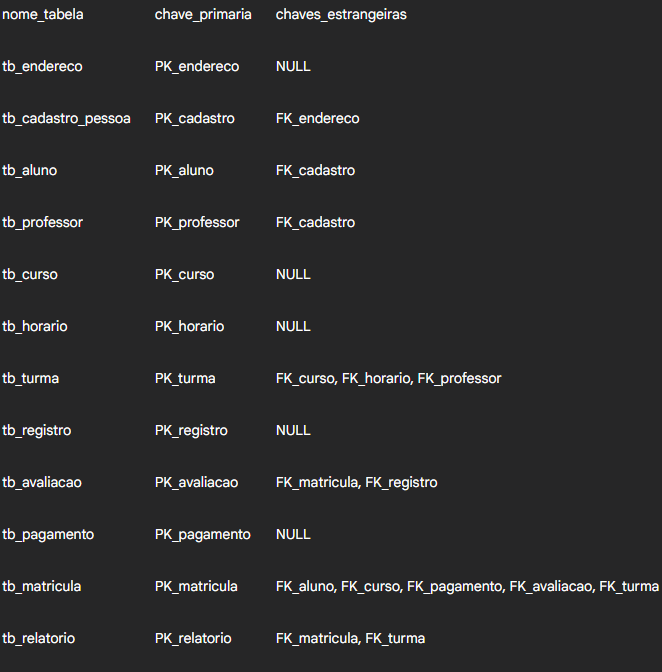 nome_tabela chave_primaria chaves_estrangeiras
tb_endereco PK_endereco NULL
tb_cadastro_pessoa PK_cadastro FK_endereco
tb_aluno PK_aluno FK_cadastro
tb_professor PK_professor FK_cadastro
tb_curso PK_curso NULL
tb_horario PK_horario NULL
tb_turma PK_turma FK_curso, FK_horario, FK_professor
tb_registro PK_registro NULL
tb_avaliacao PK_avaliacao FK_matricula, FK_registro
tb_pagamento PK_pagamento NULL
tb_matricula PK_matricula FK_aluno, FK_curso, FK_pagamento, FK_avaliacao, FK_turma
tb_relatorio PK_relatorio FK_matricula, FK_turma